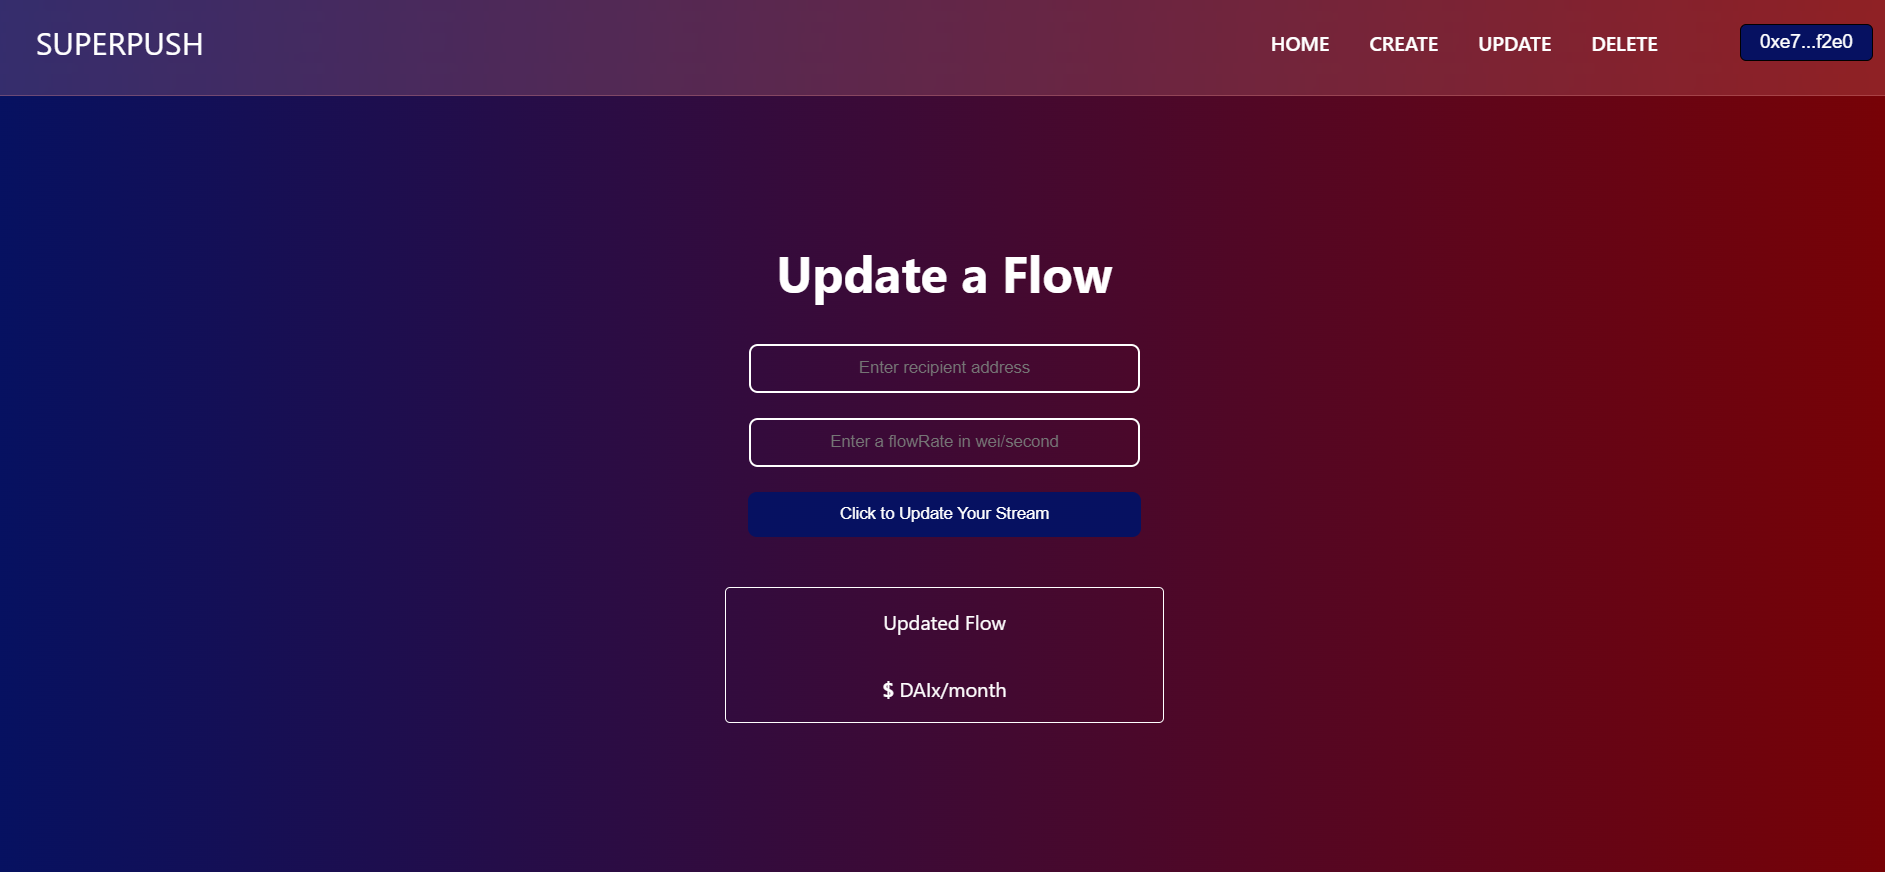 SUPERPUSH
HOME CREATE UPDATE DELETE 0xe7...f2e0
Update a Flow
Enter recipient address
Enter a flowRate in wei/second
Click to Update Your Stream
Updated Flow
$ DAIx/month